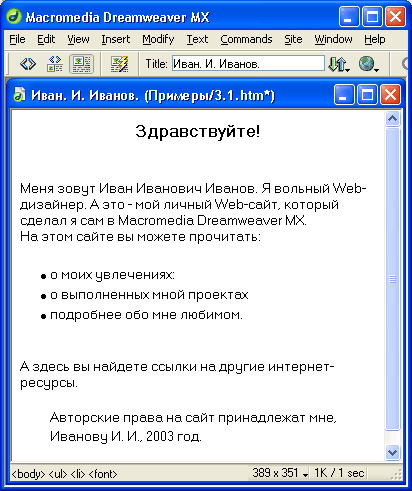 Macromedia Dreamweaver MX
File Edit View Insert Modify Text Commands Site Window Help
Title: Иван. И. Иванов.
Иван. И. Иванов. (Примеры/3.1.htm*)
Здравствуйте!
Меня зовут Иван Иванович Иванов. Я вольный Web-
дизайнер. А это - мой личный Web-сайт, который
сделал я сам в Macromedia Dreamweaver MX.
На этом сайте вы можете прочитать:
• о моих увлечениях:
• о выполненных мной проектах
• подробнее обо мне любимом.
А здесь вы найдете ссылки на другие интернет-
ресурсы.
Авторские права на сайт принадлежат мне,
Иванову И. И., 2003 год.
<body> <ul> <li> <font> 389 x 351 1K / 1 sec